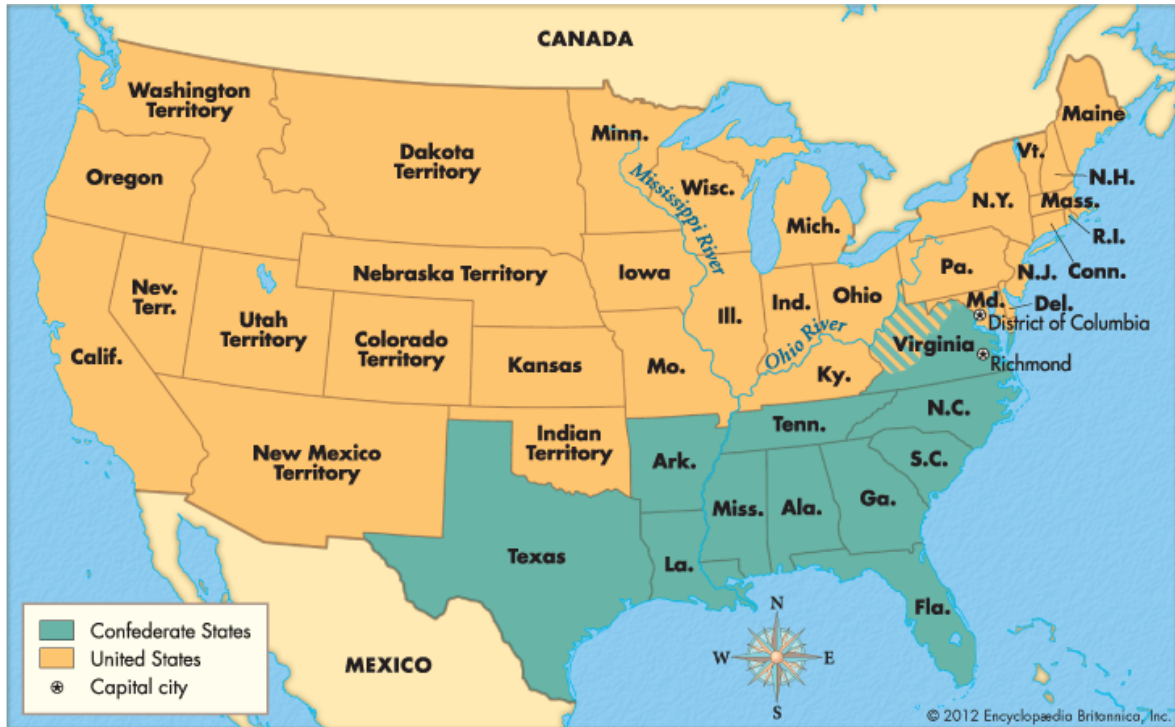 CANADA
Washington
Territory
Oregon
Dakota
Territory
Minn.
Mississippi River
Wisc.
Mich.
Maine
Vt.
N.H.
N.Y.
Mass.
R.I.
Conn.
Nev.
Terr.
Utah
Territory
Nebraska Territory
Iowa
Ill.
Ind.
Ohio
Pa.
N.J.
Md.
Del.
District of Columbia
Calif.
Colorado
Territory
Kansas
Mo.
Ohio River
Ky.
Virginia
Richmond
New Mexico
Territory
Indian
Territory
Ark.
Tenn.
N.C.
S.C.
Texas
La.
Miss.
Ala.
Ga.
Fla.
MEXICO
Confederate States
United States
Capital city
N
W
E
S
© 2012 Encyclopædia Britannica, Inc.